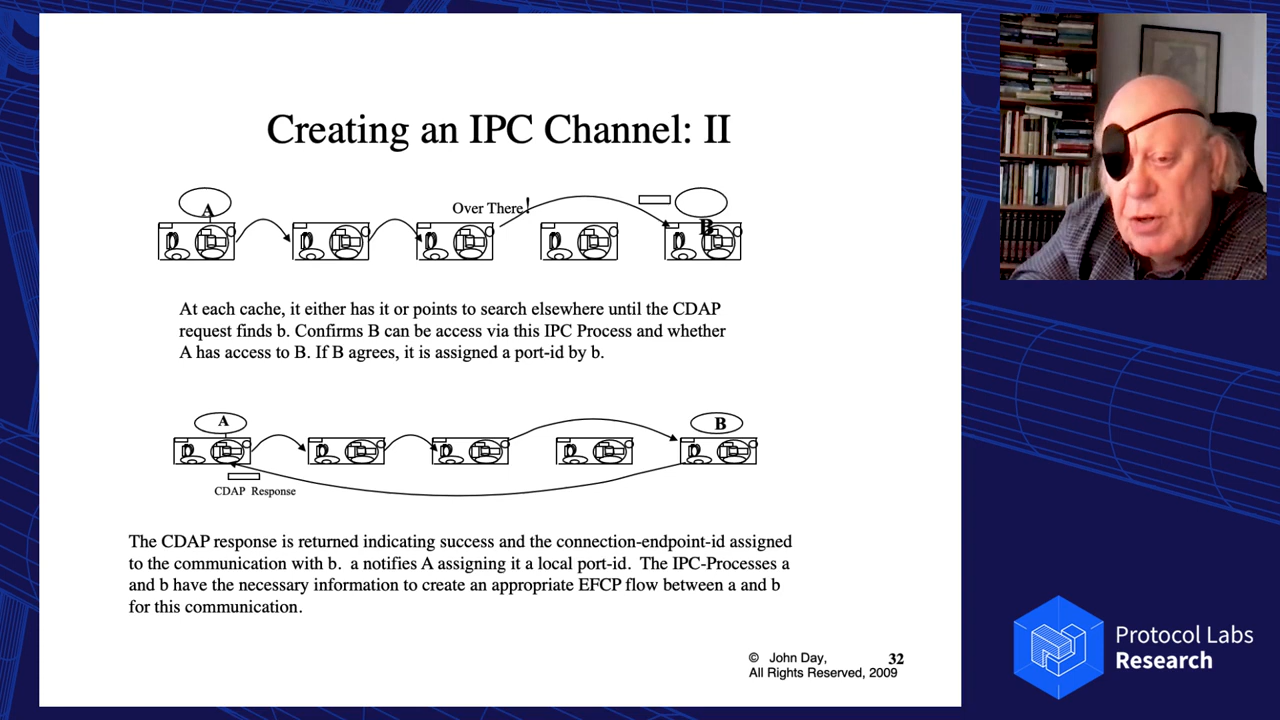 Creating an IPC Channel: II
A
Over There!
B
At each cache, it either has it or points to search elsewhere until the CDAP
request finds b. Confirms B can be access via this IPC Process and whether
A has access to B. If B agrees, it is assigned a port-id by b.
A
B
CDAP Response
The CDAP response is returned indicating success and the connection-endpoint-id assigned
to the communication with b. a notifies A assigning it a local port-id. The IPC-Processes a
and b have the necessary information to create an appropriate EFCP flow between a and b
for this communication.
© John Day,
All Rights Reserved, 2009
32
Protocol Labs
Research